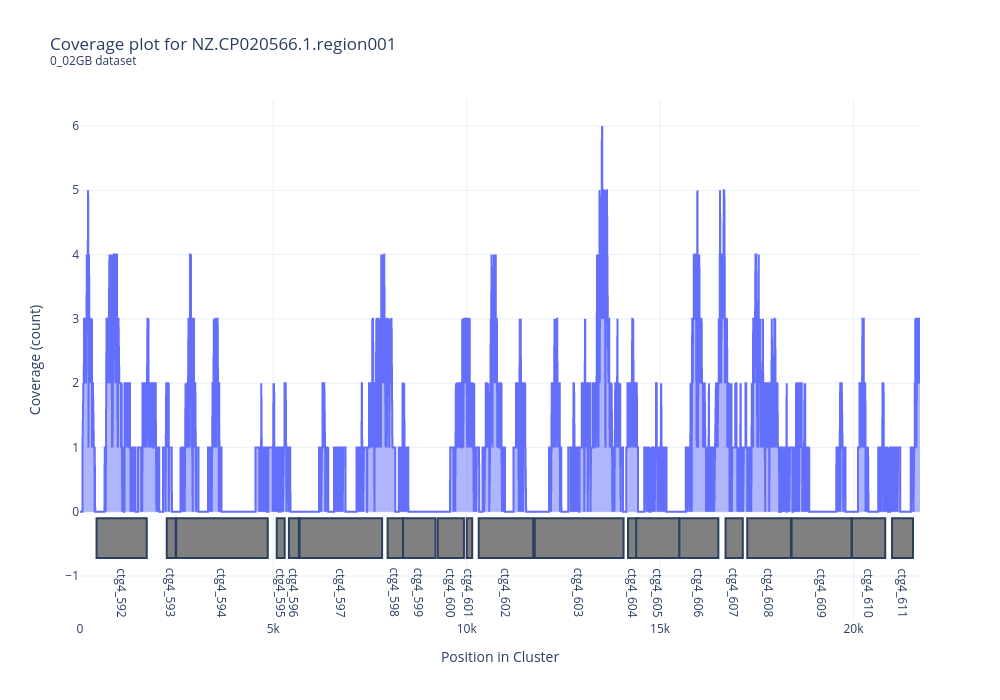 Coverage plot for NZ.CP020566.1.region001
0_02GB dataset
Coverage (count)
6
5
4
3
2
1
0
−1
ctg4_592
ctg4_593
ctg4_594
ctg4_595
ctg4_596
ctg4_597
ctg4_598
ctg4_599
ctg4_600
ctg4_601
ctg4_602
ctg4_603
ctg4_604
ctg4_605
ctg4_606
ctg4_607
ctg4_608
ctg4_609
ctg4_610
ctg4_611
0
5k
10k
15k
20k
Position in Cluster